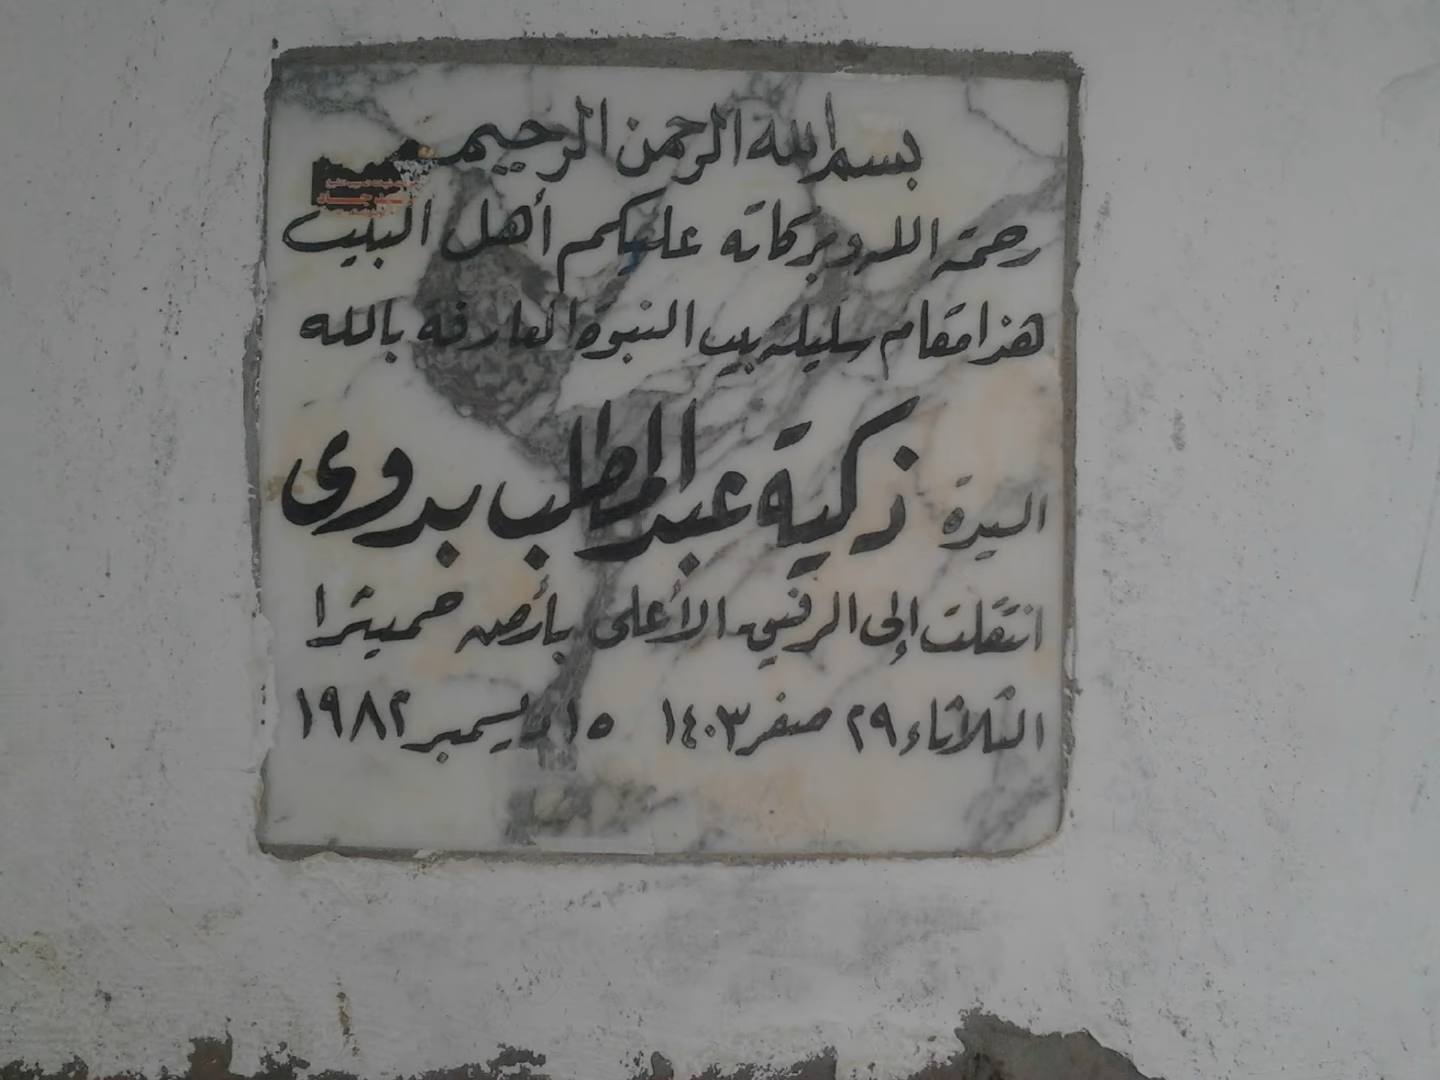 بسم الله الرحمن الرحيم
رحمة الله وبركاته عليكم أهل البيت
هذا مقام سليلة بيت النبوة العارفة بالله
السيدة زكية عبد المطلب بدوى
انتقلت إلى الرفيق الأعلى بأرض حميثرا
الثلاثاء ٢٩ صفر ١٤٠٣ ١٥ ديسمبر ١٩٨٢